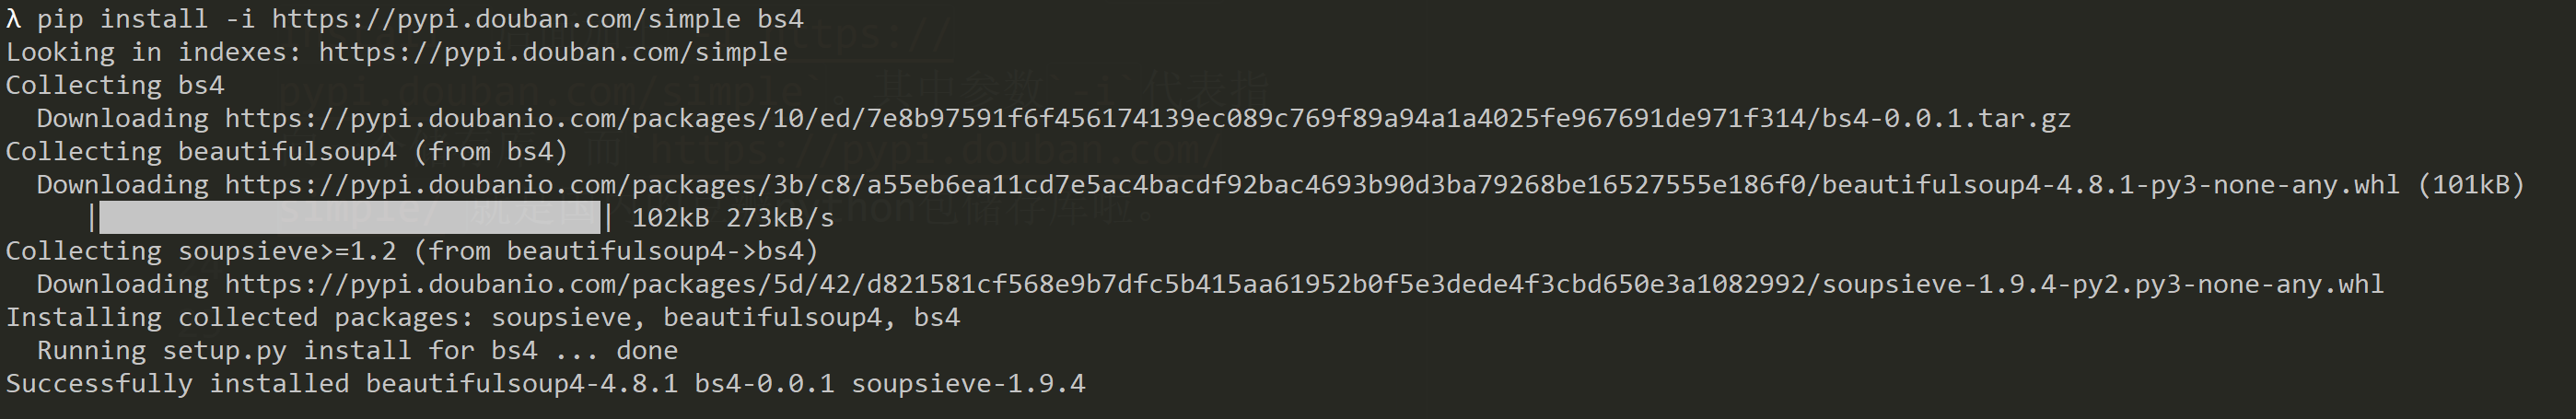 λ pip install -i https://pypi.douban.com/simple bs4
Looking in indexes: https://pypi.douban.com/simple
Collecting bs4
Downloading https://pypi.doubanio.com/packages/10/ed/7e8b97591f6f456174139ec089c769f89a94a1a4025fe967691de971f314/bs4-0.0.1.tar.gz
Collecting beautifulsoup4 (from bs4)
Downloading https://pypi.doubanio.com/packages/3b/c8/a55eb6ea11cd7e5ac4bacdf92bac4693b90d3ba79268be16527555e186f0/beautifulsoup4-4.8.1-py3-none-any.whl (101kB)
| | 102kB 273kB/s
Collecting soupsieve>=1.2 (from beautifulsoup4->bs4)
Downloading https://pypi.doubanio.com/packages/5d/42/d821581cf568e9b7dfc5b415aa61952b0f5e3dede4f3cbd650e3a1082992/soupsieve-1.9.4-py2.py3-none-any.whl
Installing collected packages: soupsieve, beautifulsoup4, bs4
Running setup.py install for bs4 ... done
Successfully installed beautifulsoup4-4.8.1 bs4-0.0.1 soupsieve-1.9.4